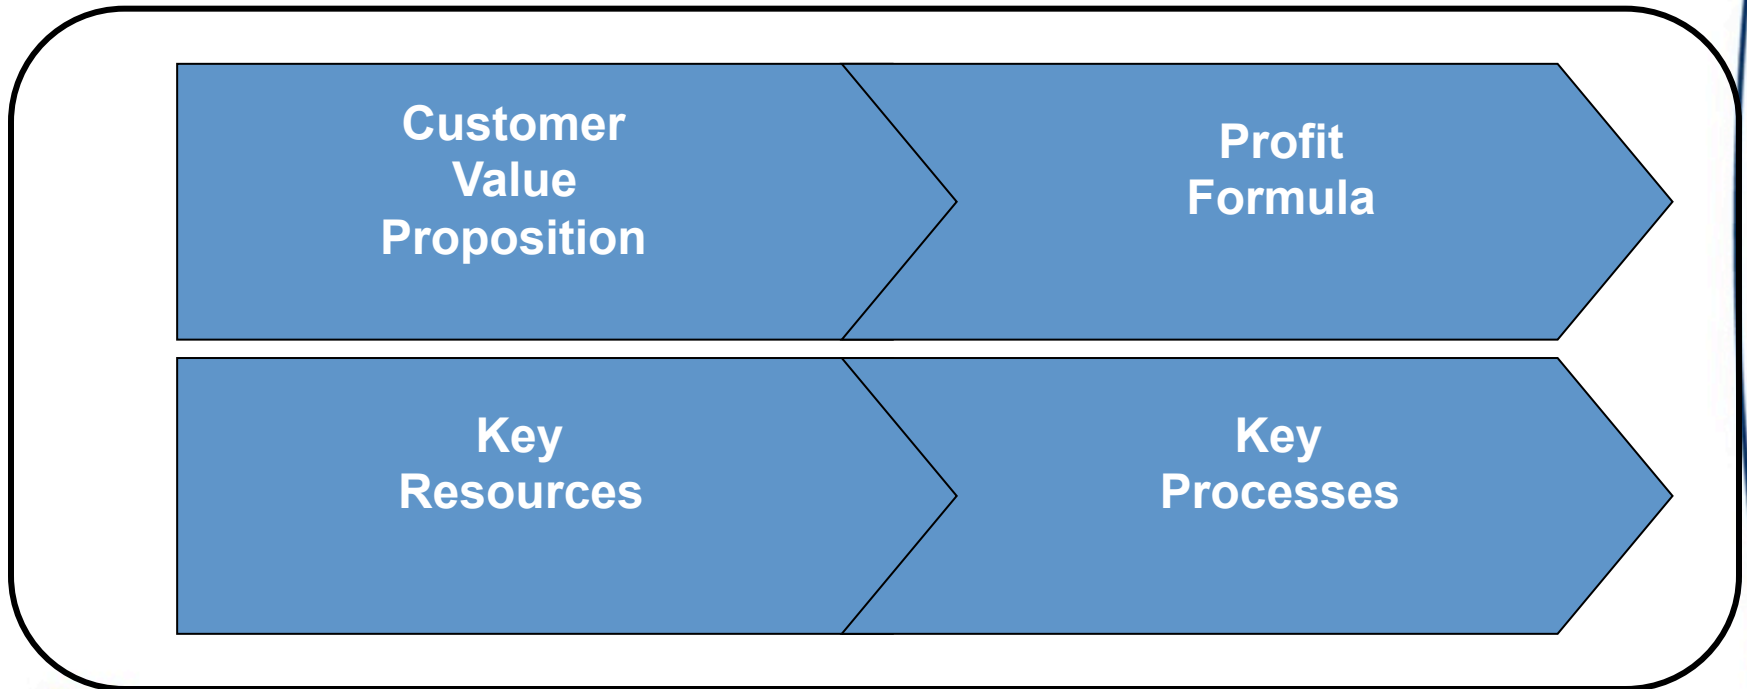 Customer
Value
Proposition
Profit
Formula
Key
Resources
Key
Processes